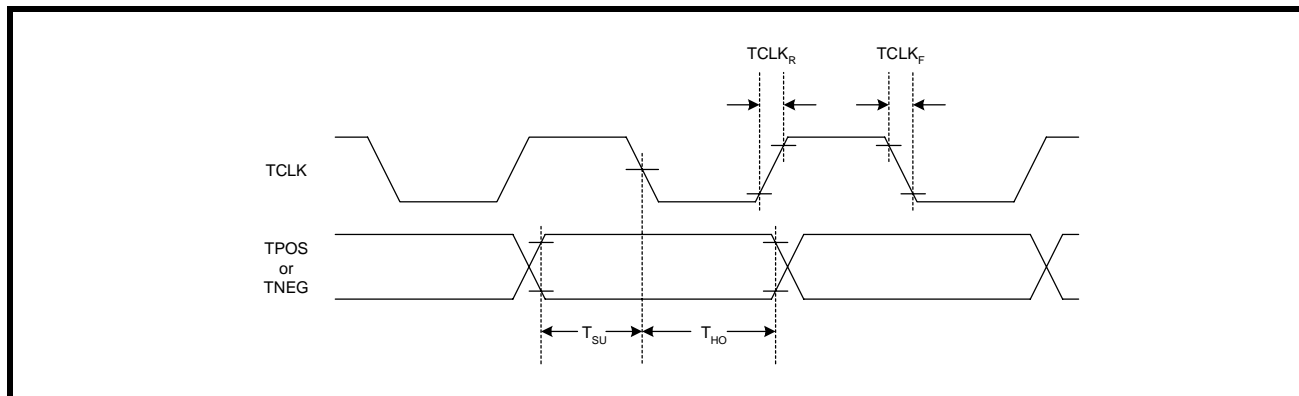 TCLK_R TCLK_F
TCLK
TPOS
or
TNEG
T_SU T_HO